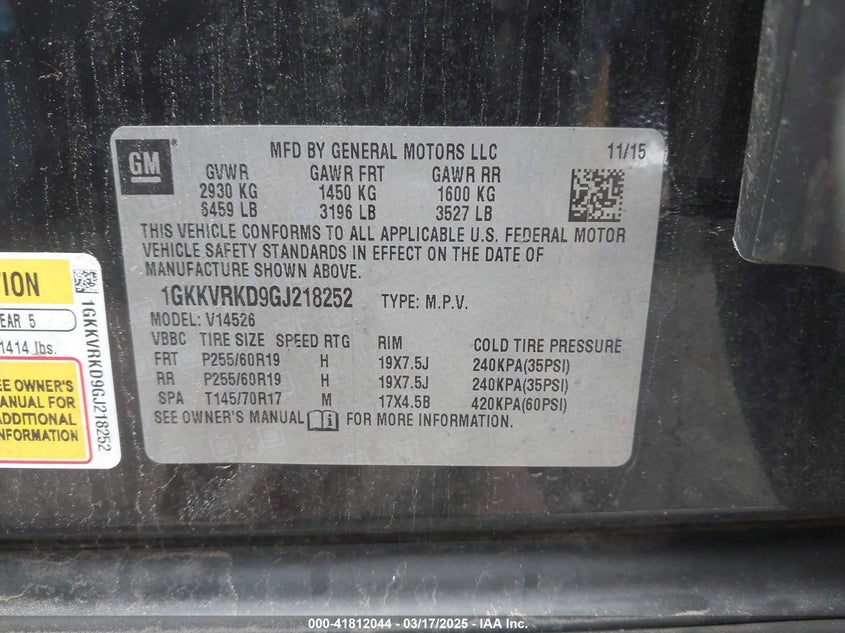 GM
MFD BY GENERAL MOTORS LLC 11/15
GVWR GAWR FRT GAWR RR
2930 KG 1450 KG 1600 KG
6459 LB 3196 LB 3527 LB
THIS VEHICLE CONFORMS TO ALL APPLICABLE U.S. FEDERAL MOTOR
VEHICLE SAFETY STANDARDS IN EFFECT ON THE DATE OF
MANUFACTURE SHOWN ABOVE.
1GKKVRKD9GJ218252 TYPE: M.P.V.
MODEL: V14526
VBBC TIRE SIZE SPEED RTG RIM COLD TIRE PRESSURE
FRT P255/60R19 H 19X7.5J 240KPA(35PSI)
RR P255/60R19 H 19X7.5J 240KPA(35PSI)
SPA T145/70R17 M 17X4.5B 420KPA(60PSI)
SEE OWNER'S MANUAL FOR MORE INFORMATION.
TION
EAR 5
1414 lbs.
EE OWNER'S
ANUAL FOR
ADDITIONAL
NFORMATION
1GKKVRKD9GJ218252
000-41812044 — 03/17/2025 - IAA Inc.